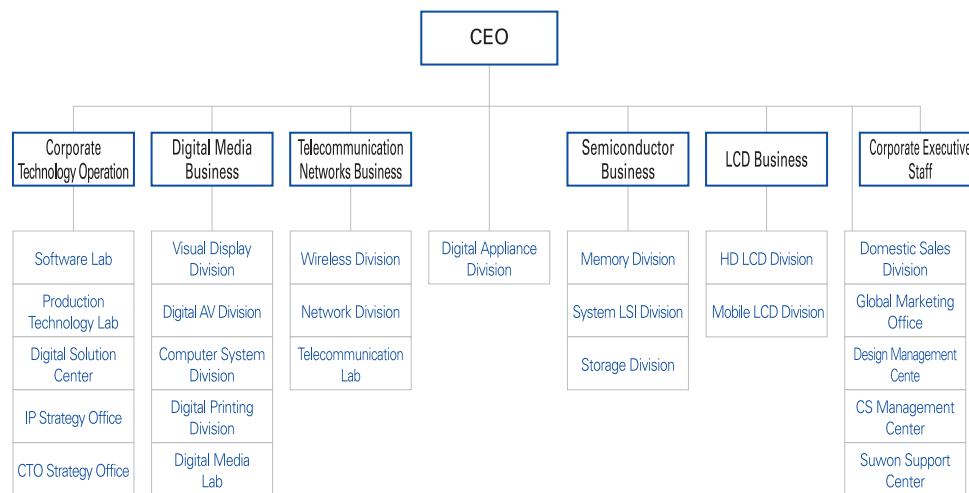 CEO
Corporate
Technology Operation
Digital Media
Business
Telecommunication
Networks Business
Semiconductor
Business
LCD Business
Corporate Executive
Staff
Software Lab
Production
Technology Lab
Digital Solution
Center
IP Strategy Office
CTO Strategy Office
Visual Display
Division
Digital AV Division
Computer System
Division
Digital Printing
Division
Digital Media
Lab
Wireless Division
Network Division
Telecommunication
Lab
Digital Appliance
Division
Memory Division
System LSI Division
Storage Division
HD LCD Division
Mobile LCD Division
Domestic Sales
Division
Global Marketing
Office
Design Management
Cente
CS Management
Center
Suwon Support
Center